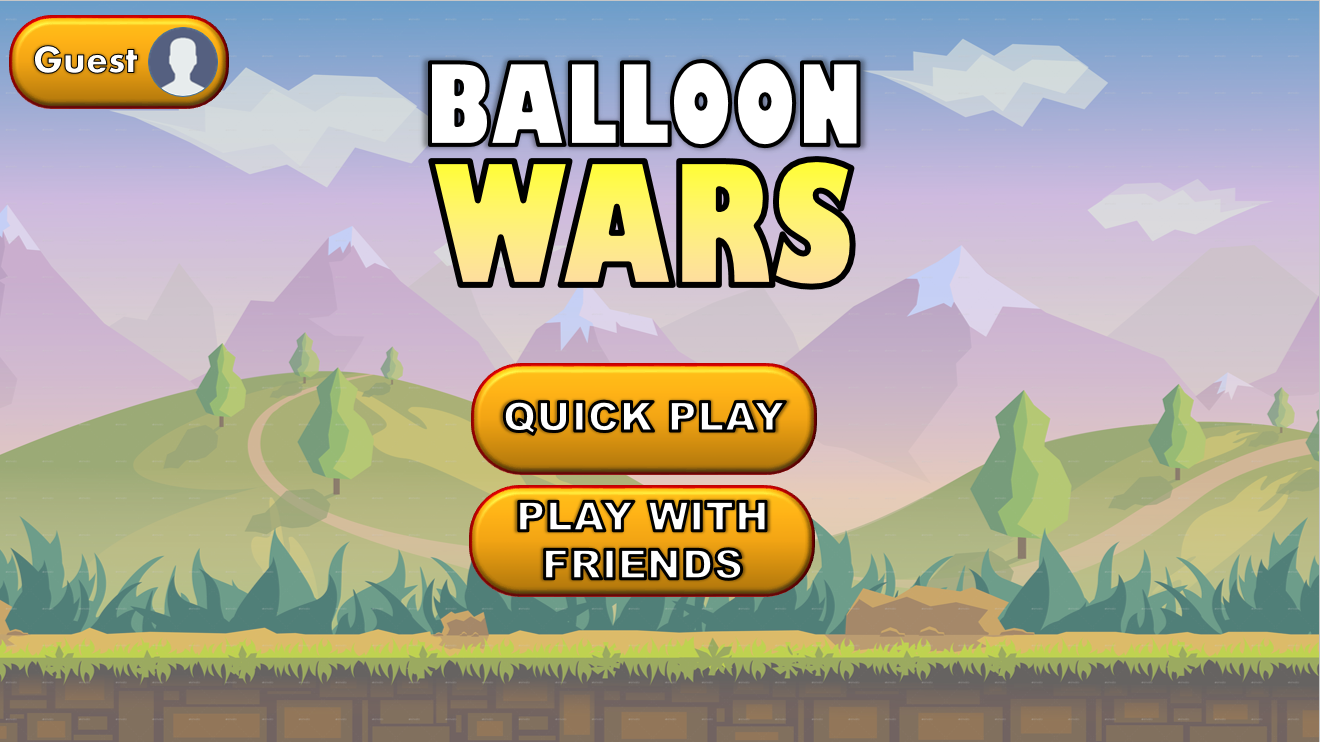 Guest
BALLOON
WARS
QUICK PLAY
PLAY WITH
FRIENDS